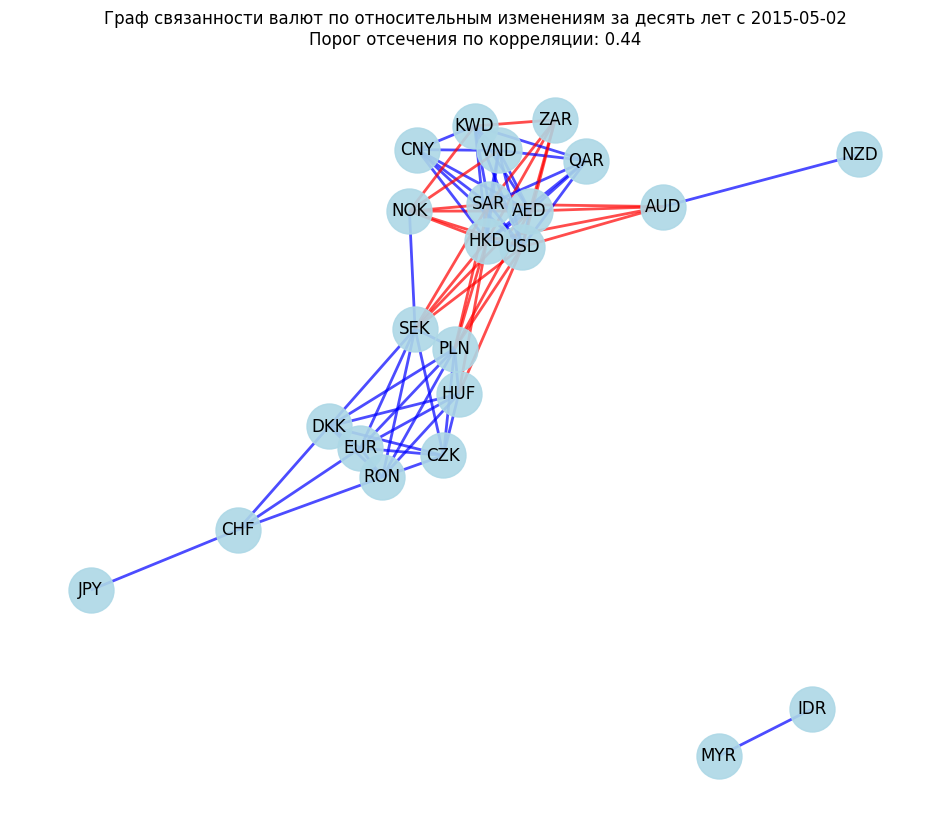 Граф связанности валют по относительным изменениям за десять лет с 2015-05-02
Порог отсечения по корреляции: 0.44
ZAR
KWD
CNY
VND
QAR
NZD
NOK
SAR
AED
AUD
HKD
USD
SEK
PLN
HUF
DKK
EUR
CZK
RON
CHF
JPY
IDR
MYR